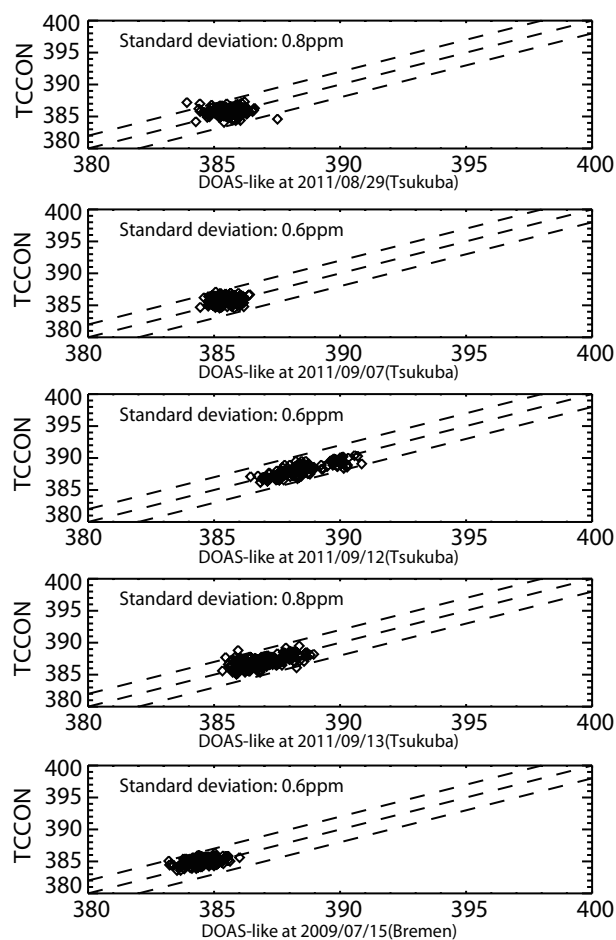 400
395
390
385
380
TCCON
Standard deviation: 0.8ppm
380 385 390 395 400
DOAS-like at 2011/08/29(Tsukuba)
400
395
390
385
380
TCCON
Standard deviation: 0.6ppm
380 385 390 395 400
DOAS-like at 2011/09/07(Tsukuba)
400
395
390
385
380
TCCON
Standard deviation: 0.6ppm
380 385 390 395 400
DOAS-like at 2011/09/12(Tsukuba)
400
395
390
385
380
TCCON
Standard deviation: 0.8ppm
380 385 390 395 400
DOAS-like at 2011/09/13(Tsukuba)
400
395
390
385
380
TCCON
Standard deviation: 0.6ppm
380 385 390 395 400
DOAS-like at 2009/07/15(Bremen)